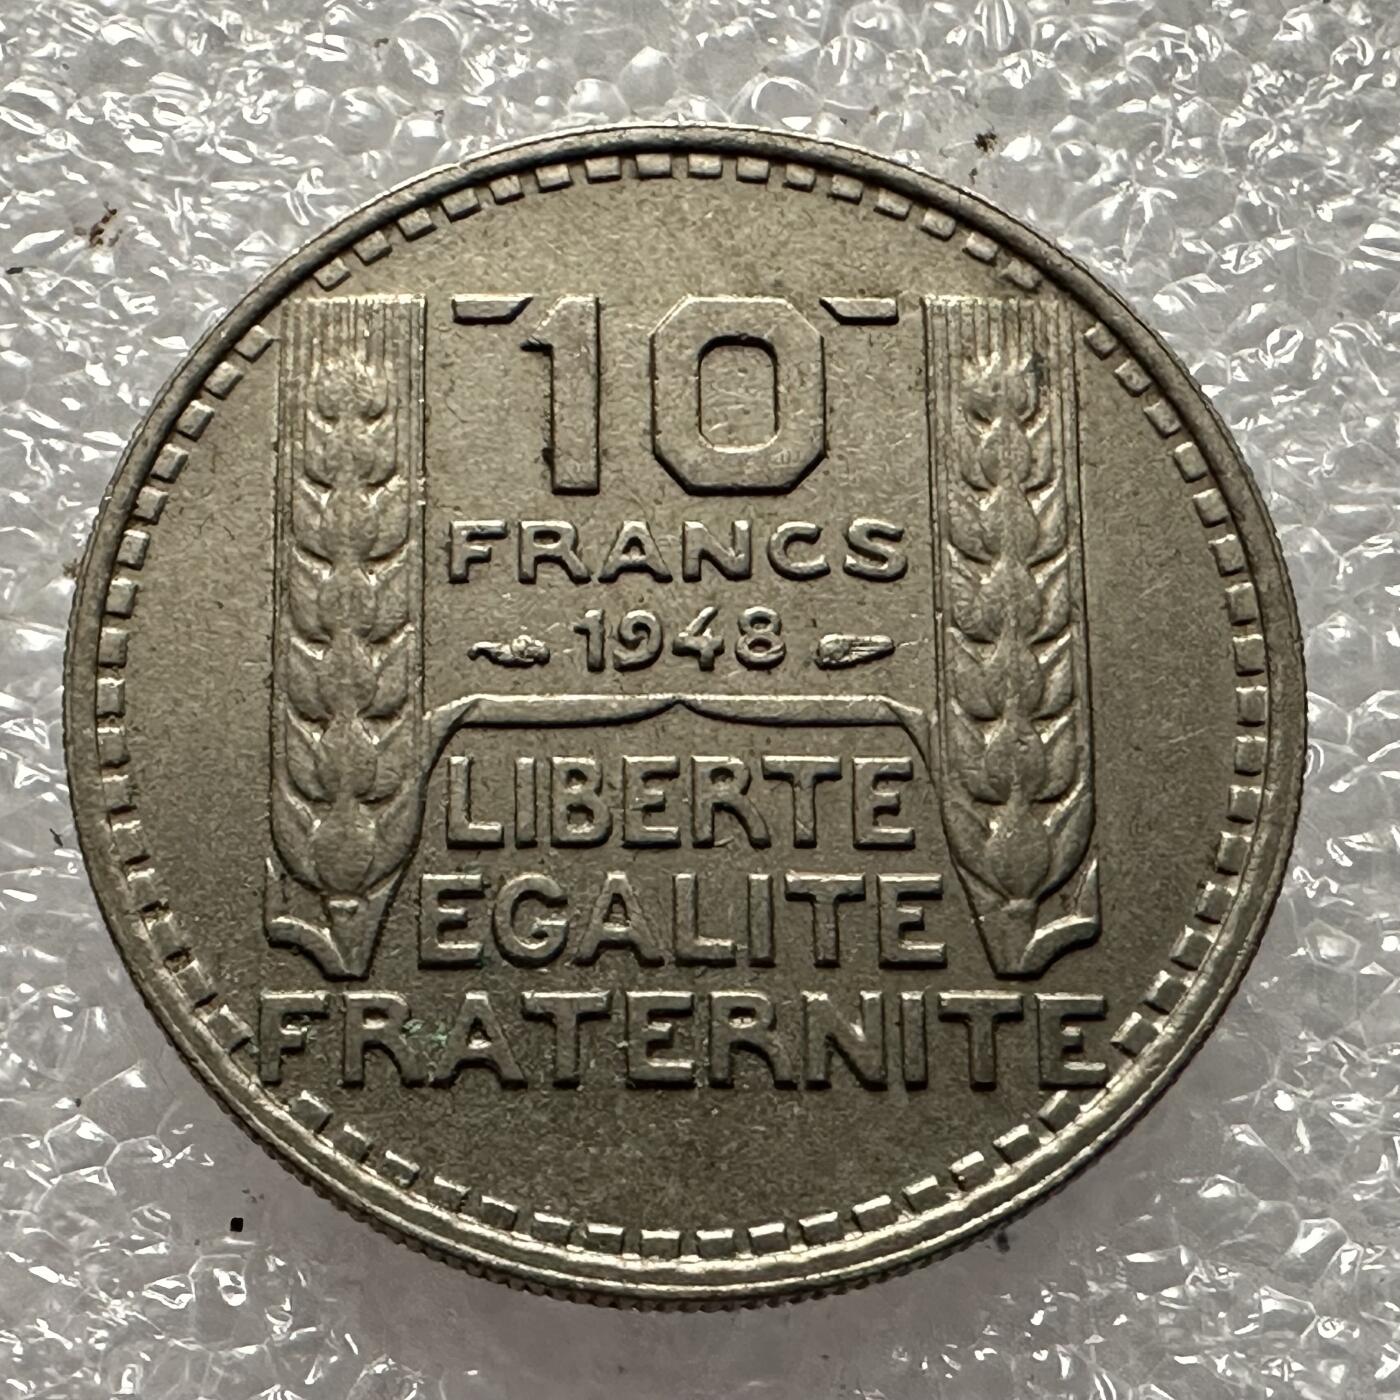 10
FRANCS
1948
LIBERTE
EGALITE
FRATERNITE